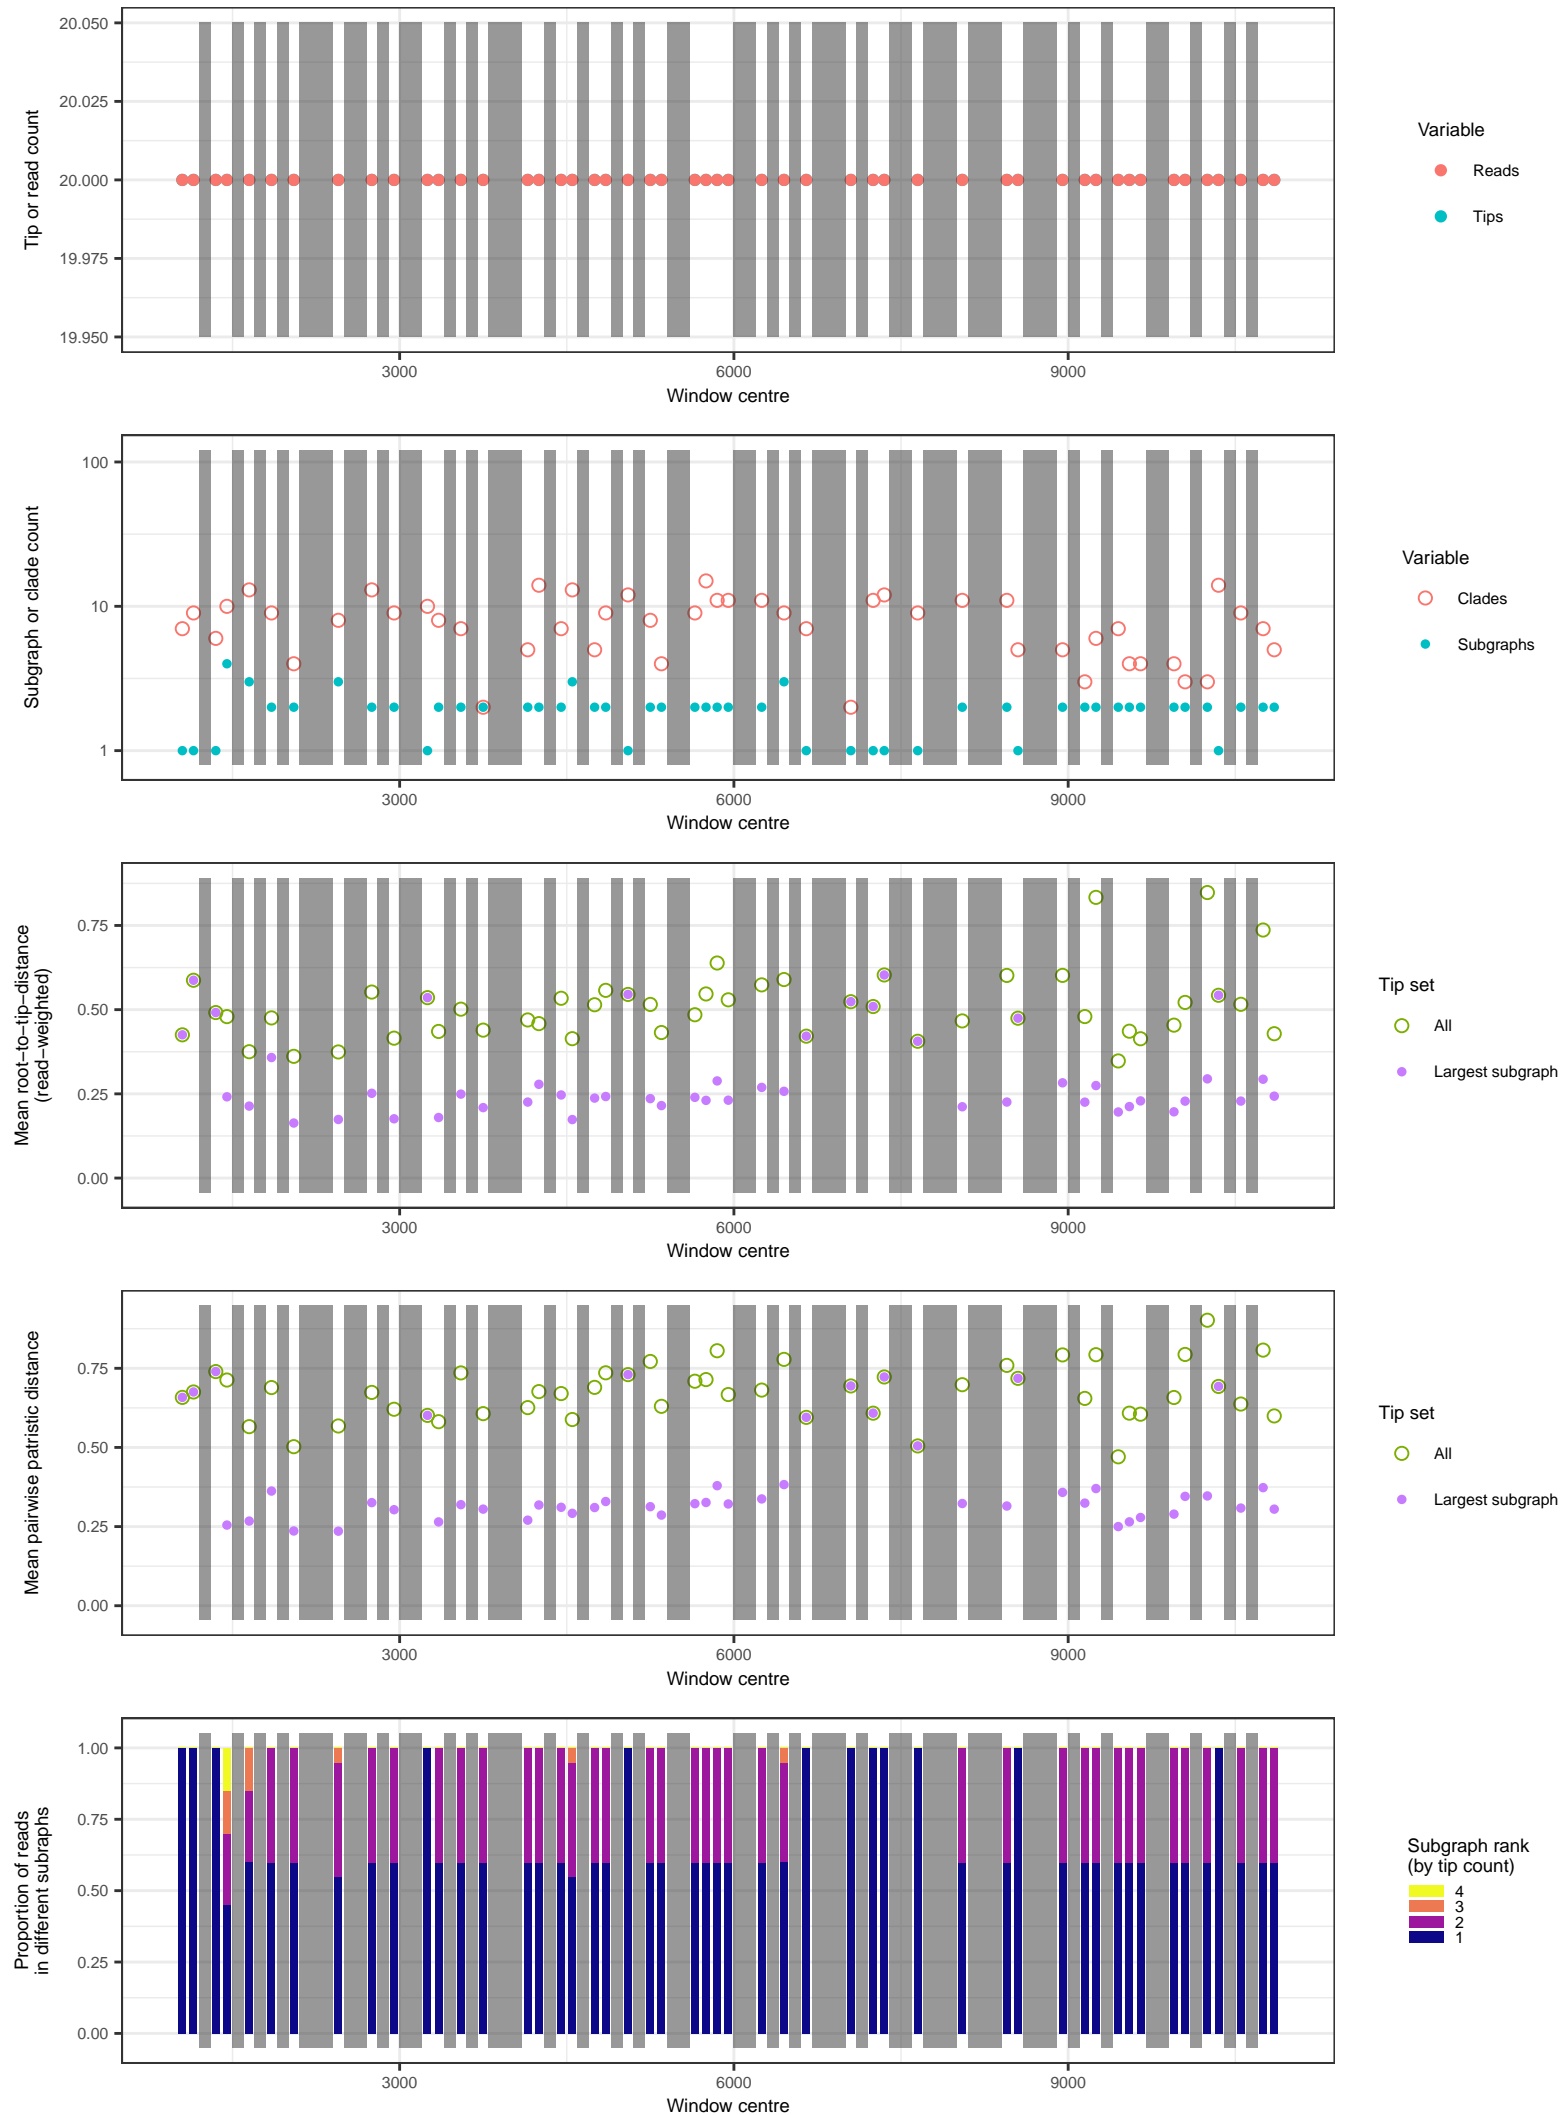 20.050
20.025
20.000
19.975
19.950
Tip or read count
3000
6000
9000
Window centre
Variable
Reads
Tips
100
10
1
Subgraph or clade count
3000
6000
9000
Window centre
Variable
Clades
Subgraphs
0.75
0.50
0.25
0.00
Mean root−to−tip−distance
(read−weighted)
3000
6000
9000
Window centre
Tip set
All
Largest subgraph
0.75
0.50
0.25
0.00
Mean pairwise patristic distance
3000
6000
9000
Window centre
Tip set
All
Largest subgraph
1.00
0.75
0.50
0.25
0.00
Proportion of reads
in different subraphs
3000
6000
9000
Window centre
Subgraph rank
(by tip count)
4
3
2
1